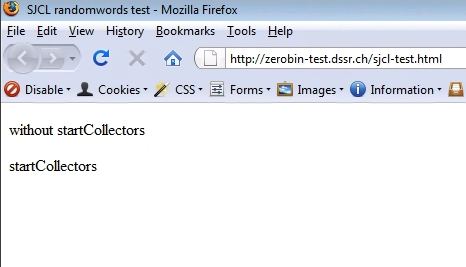 SJCL randomwords test - Mozilla Firefox
File Edit View History Bookmarks Tools Help
http://zerobin-test.dssr.ch/sjcl-test.html
Disable Cookies CSS Forms Images Information
without startCollectors
startCollectors